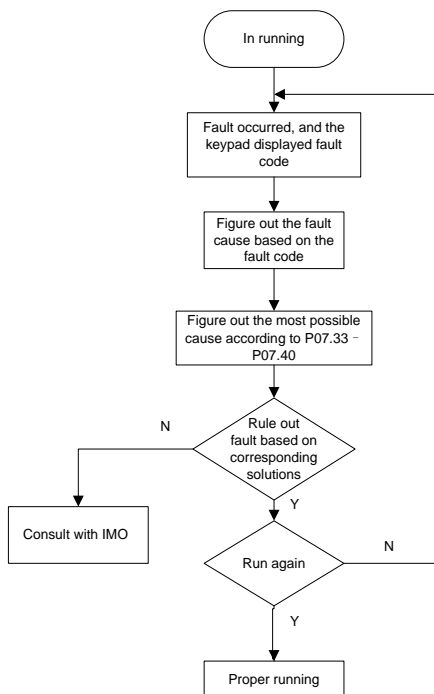 In running
Fault occurred, and the
keypad displayed fault
code
Figure out the fault
cause based on the
fault code
Figure out the most possible
cause according to P07.33﹣
P07.40
N
Rule out
fault based on
corresponding
solutions
Y
Consult with IMO
Run again
N
Y
Proper running